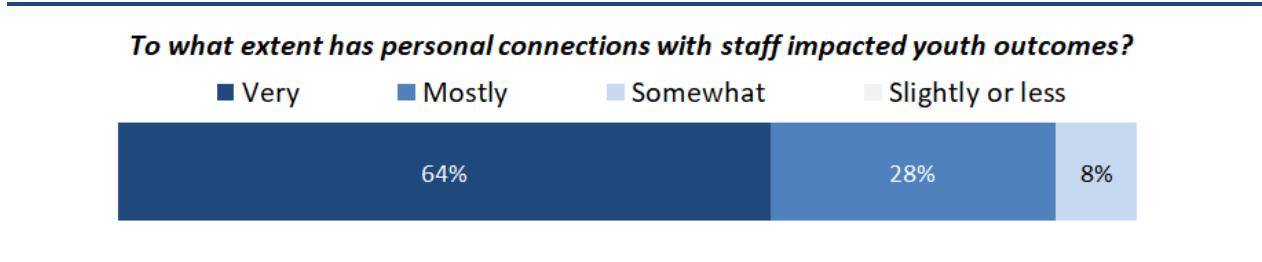 To what extent has personal connections with staff impacted youth outcomes?
Very Mostly Somewhat Slightly or less
64% 28% 8%